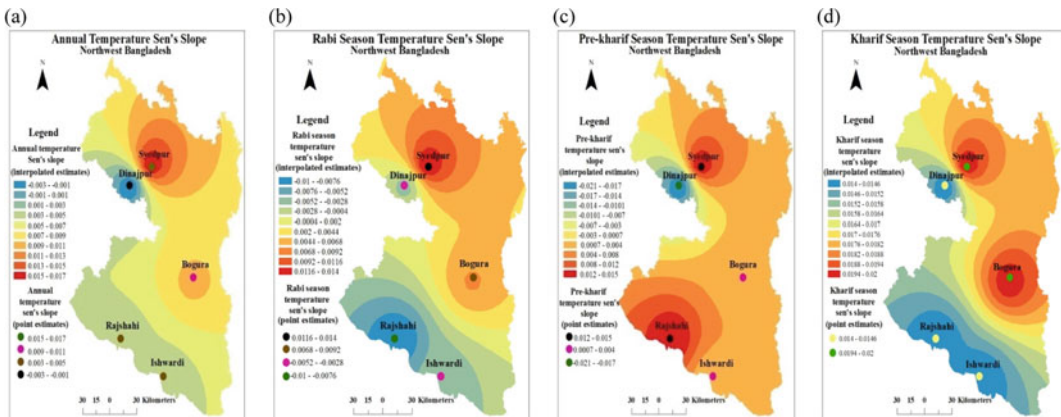 (a)
Annual Temperature Sen's Slope
Northwest Bangladesh
N
Legend
Annual temperature
Sen's slope
(interpolated estimates)
-0.003 - -0.001
-0.001 - 0.001
0.001 - 0.003
0.003 - 0.005
0.005 - 0.007
0.007 - 0.009
0.009 - 0.011
0.011 - 0.013
0.013 - 0.015
0.015 - 0.017
Annual
temperature
sen's slope
(point estimates)
0.015 - 0.017
0.009 - 0.011
0.003 - 0.005
-0.003 - -0.001
Syedpur
Dinajpur
Bogura
Rajshahi
Ishwardi
30 15 0 30 Kilometers
(b)
Rabi Season Temperature Sen's Slope
Northwest Bangladesh
N
Legend
Rabi season
temperature
sen's slope
(interpolated estimates)
-0.01 - -0.0076
-0.0076 - -0.0052
-0.0052 - -0.0028
-0.0028 - -0.0004
-0.0004 - 0.002
0.002 - 0.0044
0.0044 - 0.0068
0.0068 - 0.0092
0.0092 - 0.0116
0.0116 - 0.014
Rabi season
temperature
sen's slope
(point estimates)
0.0116 - 0.014
0.0068 - 0.0092
-0.0052 - -0.0028
-0.01 - -0.0076
Syedpur
Dinajpur
Bogura
Rajshahi
Ishwardi
30 15 0 30 Kilometers
(c)
Pre-kharif Season Temperature Sen's Slope
Northwest Bangladesh
N
Legend
Pre-kharif
temperature sen's
slope
(interpolated estimates)
-0.021 - -0.017
-0.017 - -0.014
-0.014 - -0.0101
-0.0101 - -0.007
-0.007 - -0.003
-0.003 - 0.0007
0.0007 - 0.004
0.004 - 0.008
0.008 - 0.012
0.012 - 0.015
Pre-kharif
temperature sen's
slope
(point estimates)
0.012 - 0.015
0.0007 - 0.004
-0.021 - -0.017
Syedpur
Dinajpur
Bogura
Rajshahi
Ishwardi
30 15 0 30 Kilometers
(d)
Kharif Season Temperature Sen's Slope
Northwest Bangladesh
N
Legend
Kharif season
temperature
sen's slope
(interpolated estimates)
0.014 - 0.0146
0.0146 - 0.0152
0.0152 - 0.0158
0.0158 - 0.0164
0.0164 - 0.017
0.017 - 0.0176
0.0176 - 0.0182
0.0182 - 0.0188
0.0188 - 0.0194
0.0194 - 0.02
Kharif season
temperature
sen's slope
(point estimates)
0.014 - 0.0146
0.0194 - 0.02
Syedpur
Dinajpur
Bogura
Rajshahi
Ishwardi
30 15 0 30 Kilometers